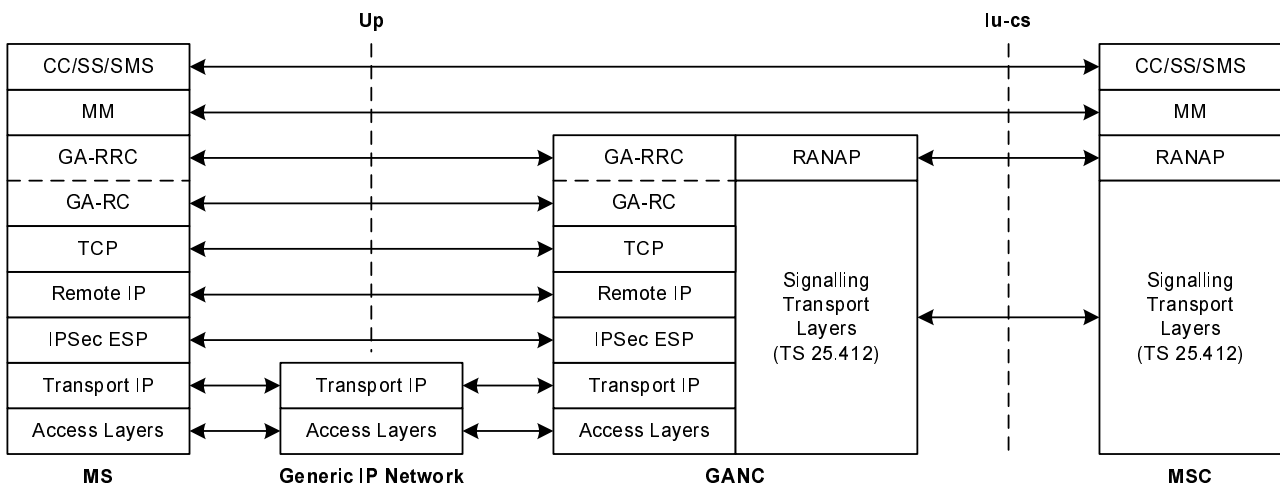 Up
Iu-cs
CC/SS/SMS
CC/SS/SMS
MM
MM
GA-RRC
GA-RRC
RANAP
RANAP
GA-RC
GA-RC
TCP
TCP
Remote IP
Remote IP
IPSec ESP
IPSec ESP
Signalling
Transport
Layers
(TS 25.412)
Signalling
Transport
Layers
(TS 25.412)
Transport IP
Transport IP
Transport IP
Access Layers
Access Layers
Access Layers
MS
Generic IP Network
GANC
MSC